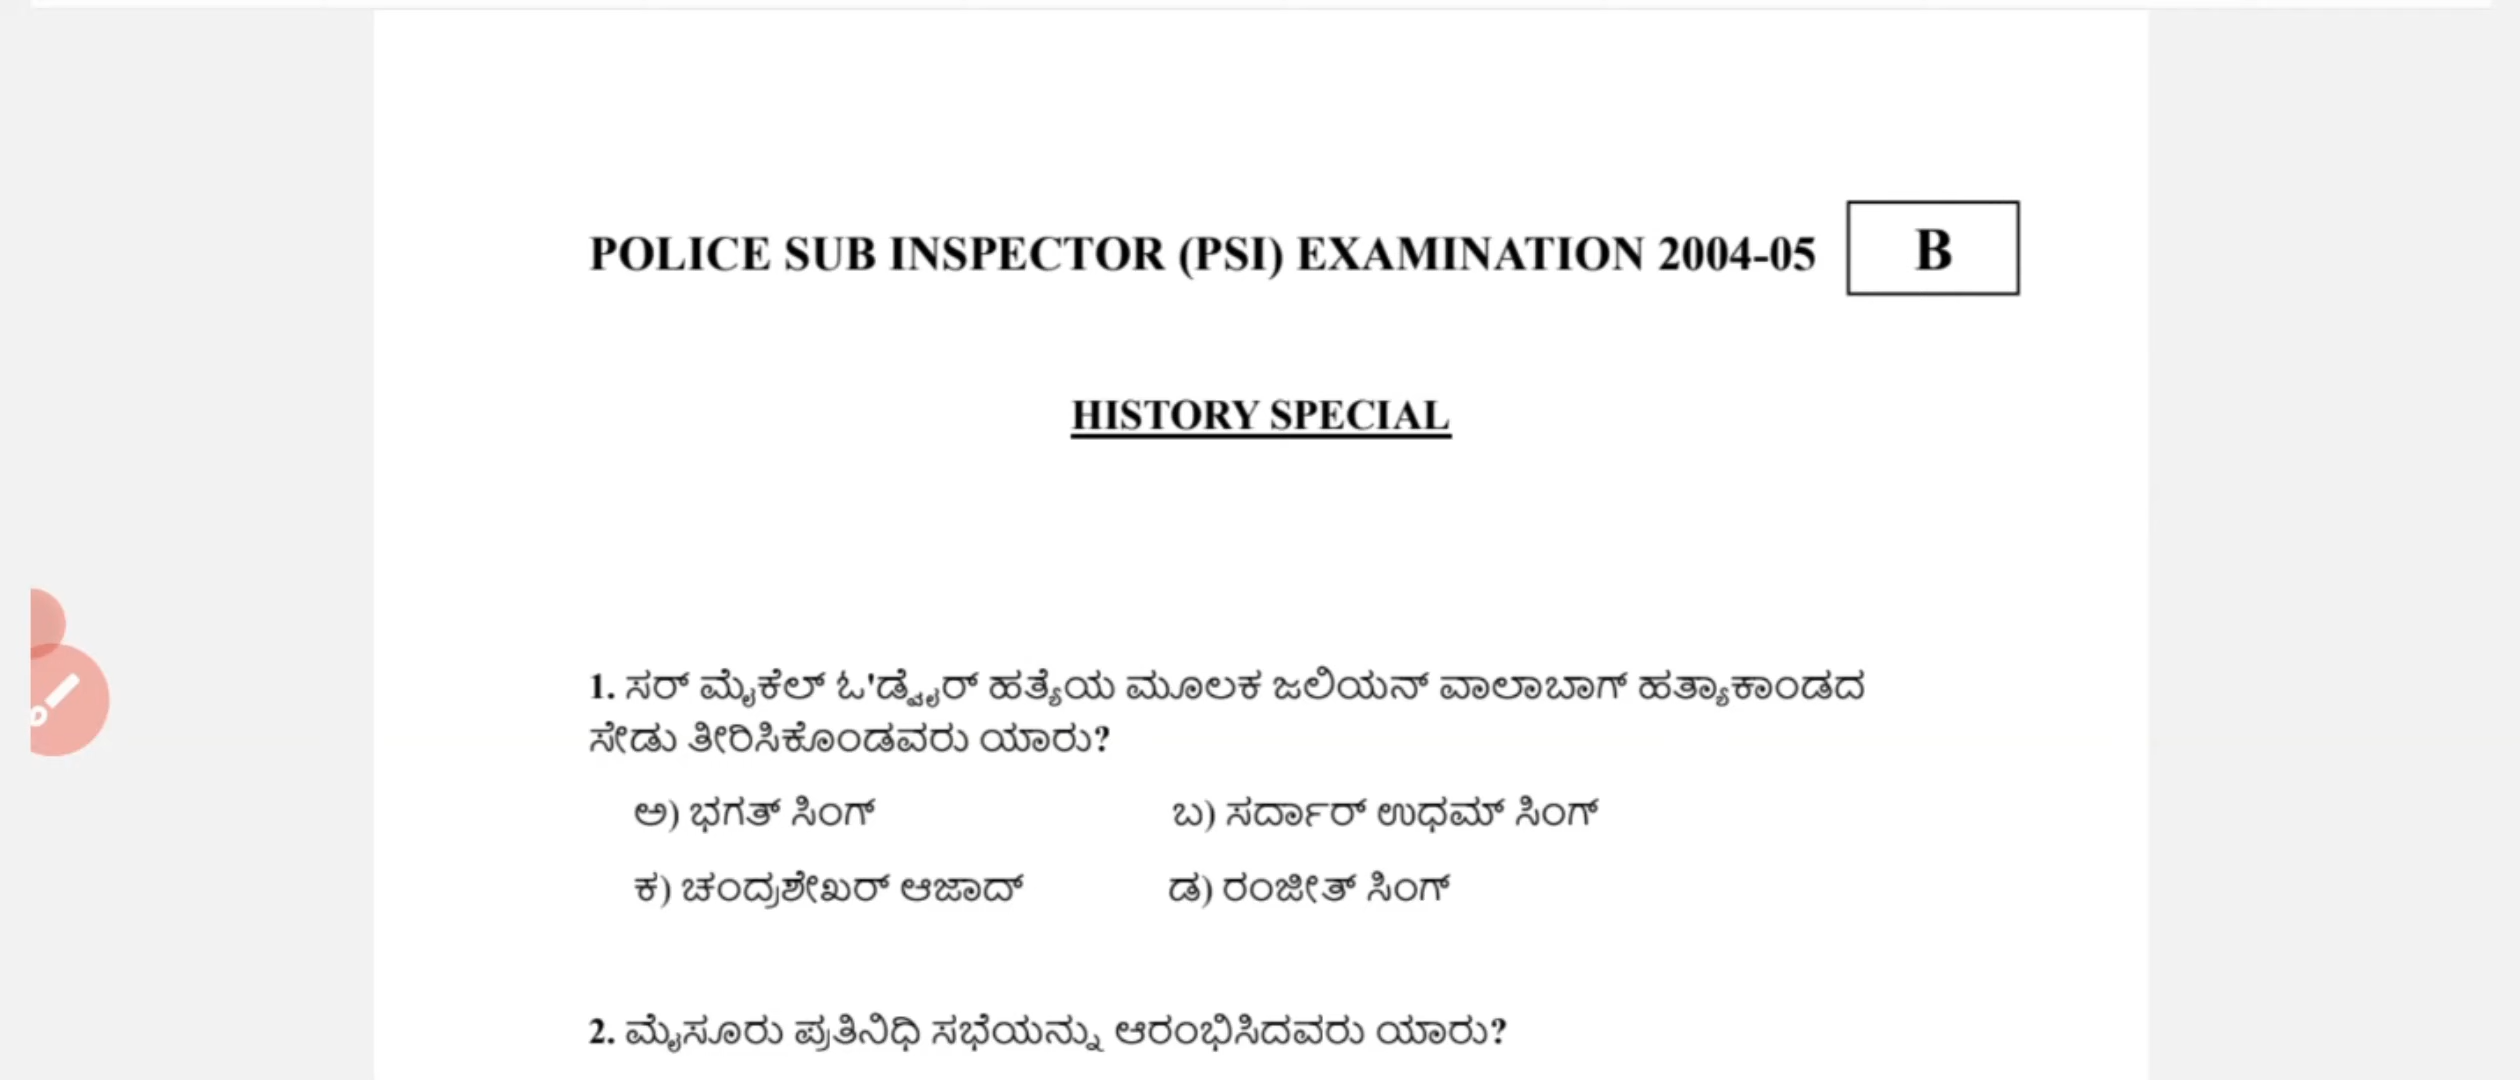 POLICE SUB INSPECTOR (PSI) EXAMINATION 2004-05 B
HISTORY SPECIAL
1. ಸರ್ ಮೈಕೆಲ್ ಓ'ಡ್ವೈರ್ ಹತ್ಯೆಯ ಮೂಲಕ ಜಲಿಯನ್ ವಾಲಾಬಾಗ್ ಹತ್ಯಾಕಾಂಡದ
ಸೇಡು ತೀರಿಸಿಕೊಂಡವರು ಯಾರು?
ಅ) ಭಗತ್ ಸಿಂಗ್ ಬ) ಸರ್ದಾರ್ ಉಧಮ್ ಸಿಂಗ್
ಕ) ಚಂದ್ರಶೇಖರ್ ಆಜಾದ್ ಡ) ರಂಜೀತ್ ಸಿಂಗ್
2. ಮೈಸೂರು ಪ್ರತಿನಿಧಿ ಸಭೆಯನ್ನು ಆರಂಭಿಸಿದವರು ಯಾರು?